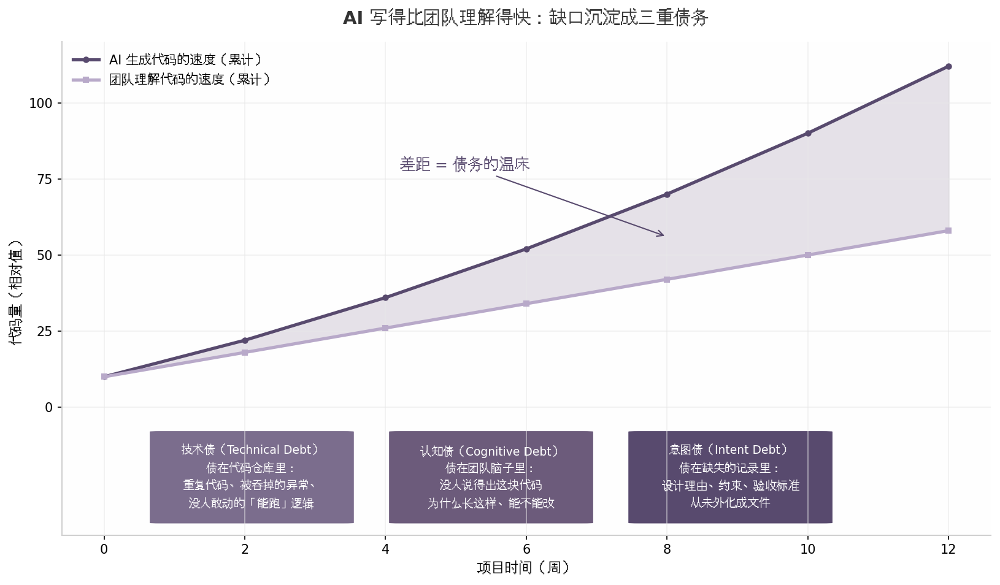 AI 写得比团队理解得快：缺口沉淀成三重债务
AI 生成代码的速度（累计）
团队理解代码的速度（累计）
差距 = 债务的温床
代码量（相对值）
100
75
50
25
0
技术债（Technical Debt）
债在代码仓库里：
重复代码、被吞掉的异常、
没人敢动的「能跑」逻辑
认知债（Cognitive Debt）
债在团队脑子里：
没人说得出这块代码
为什么长这样、能不能改
意图债（Intent Debt）
债在缺失的记录里：
设计理由、约束、验收标准
从未外化成文件
0 2 4 6 8 10 12
项目时间（周）